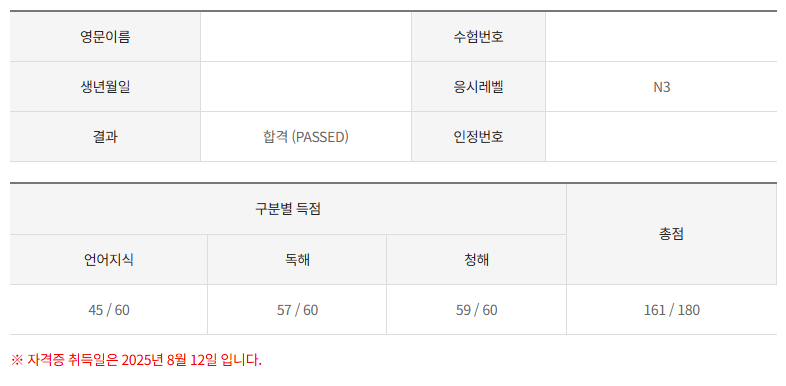 영문이름 수험번호
생년월일 응시레벨 N3
결과 합격 (PASSED) 인정번호
구분별 득점 총점
언어지식 독해 청해
45 / 60 57 / 60 59 / 60 161 / 180
※ 자격증 취득일은 2025년 8월 12일 입니다.